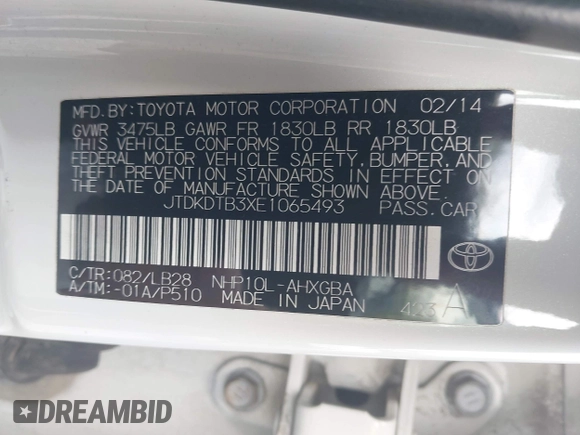 MFD. BY: TOYOTA MOTOR CORPORATION 02/14
GVWR 3475LB GAWR FR 1830LB RR 1830LB
THIS VEHICLE CONFORMS TO ALL APPLICABLE
FEDERAL MOTOR VEHICLE SAFETY, BUMPER, AND
THEFT PREVENTION STANDARDS IN EFFECT ON
THE DATE OF MANUFACTURE SHOWN ABOVE.
JTDKDTB3XE1065493 PASS. CAR
C/TR: 082/LB28 NHP10L-AHXGBA
A/TM: -01A/P510 MADE IN JAPAN 423 A
DREAMBID